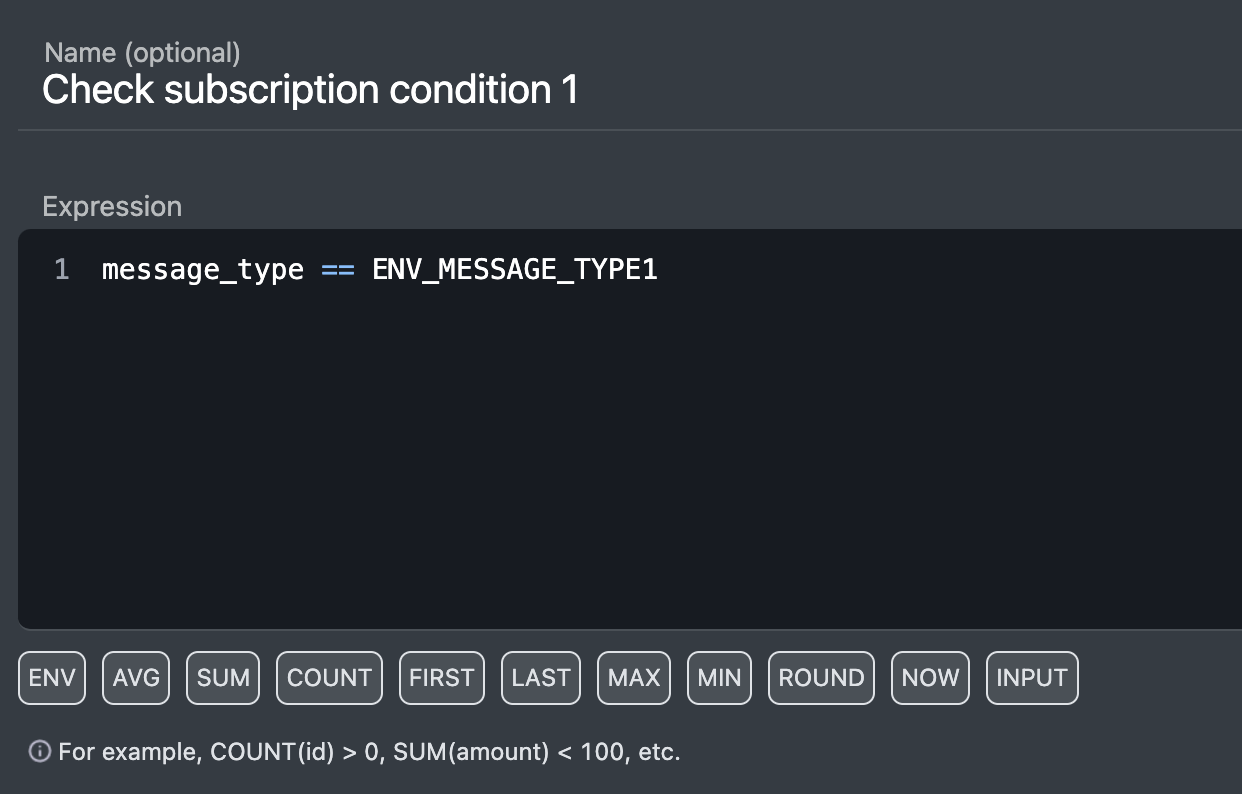 Name (optional)
Check subscription condition 1
Expression
1 message_type == ENV_MESSAGE_TYPE1
ENV AVG SUM COUNT FIRST LAST MAX MIN ROUND NOW INPUT
For example, COUNT(id) > 0, SUM(amount) < 100, etc.